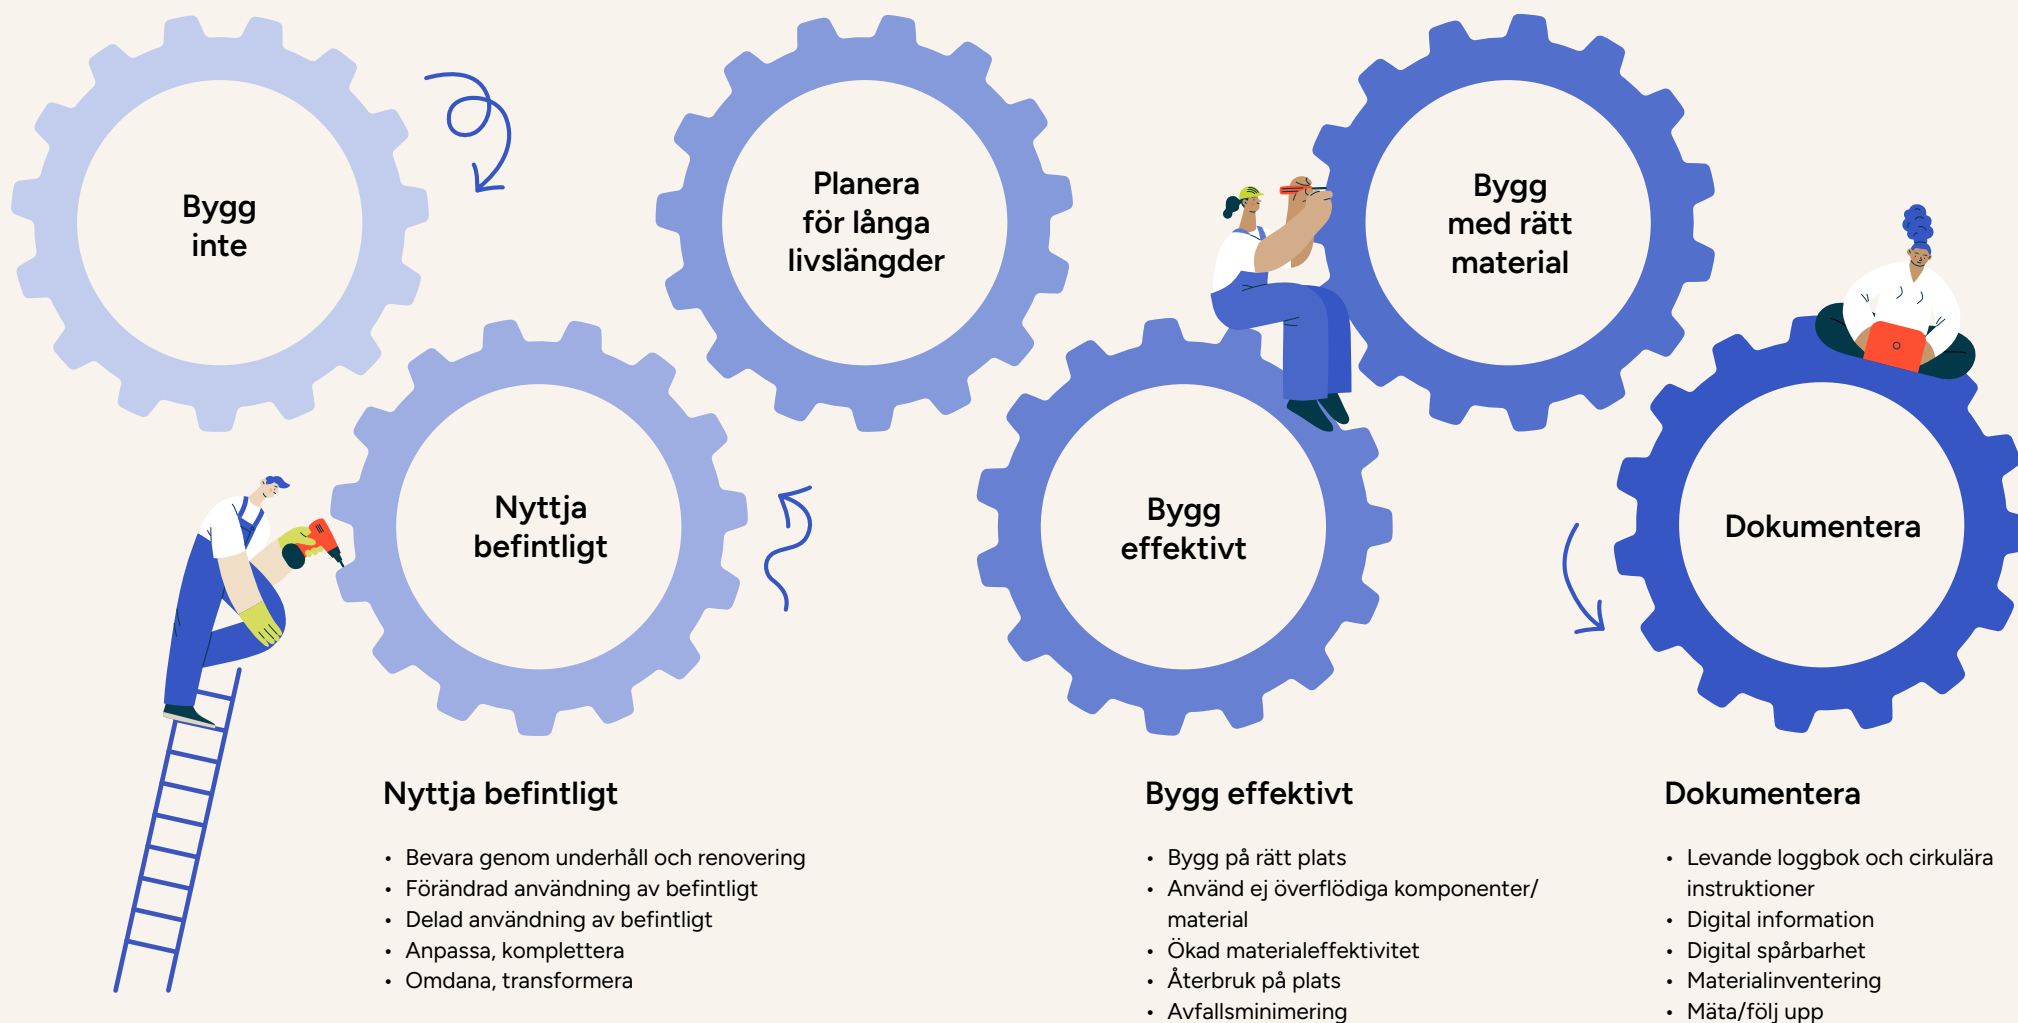 Bygg
inte
Planera
för långa
livslängder
Bygg
med rätt
material
Nyttja
befintligt
Bygg
effektivt
Dokumentera
Nyttja befintligt
• Bevara genom underhåll och renovering
• Förändrad användning av befintligt
• Delad användning av befintligt
• Anpassa, komplettera
• Omdana, transformera
Bygg effektivt
• Bygg på rätt plats
• Använd ej överflödiga komponenter/
material
• Ökad materialeffektivitet
• Återbruk på plats
• Avfallsminimering
Dokumentera
• Levande loggbok och cirkulära
instruktioner
• Digital information
• Digital spårbarhet
• Materialinventering
• Mäta/följ upp